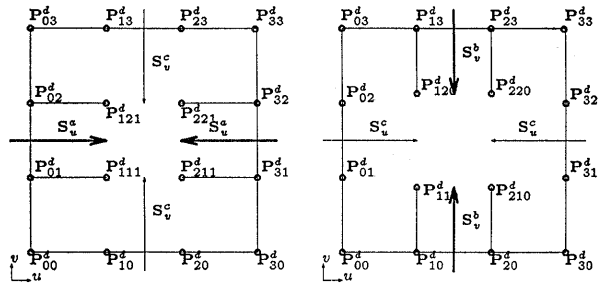 P^d_03 P^d_13 P^d_23 P^d_33
S^c_v
P^d_02 P^d_121 P^d_221 P^d_32
S^a_u S^a_u
P^d_01 P^d_111 P^d_211 P^d_31
S^c_v
P^d_00 P^d_10 P^d_20 P^d_30
v
u
P^d_03 P^d_13 P^d_23 P^d_33
S^b_v
P^d_02 P^d_120 P^d_220 P^d_32
S^c_u S^c_u
P^d_01 P^d_31
P^d_210
S^b_v
P^d_00 P^d_10 P^d_20 P^d_30
v
u